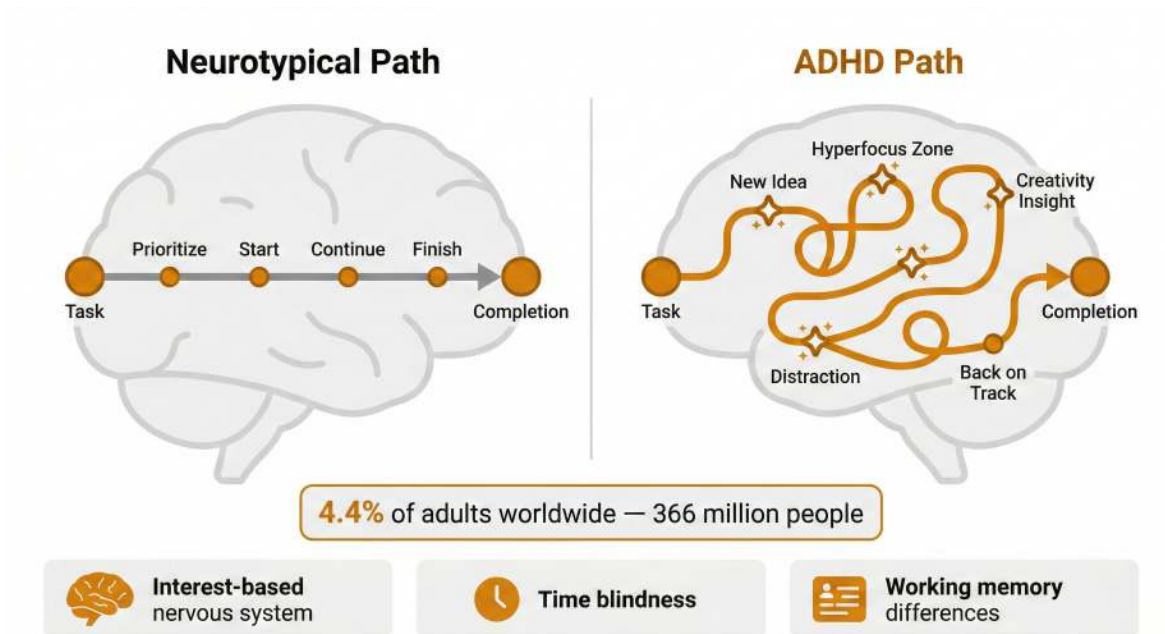 Neurotypical Path
Prioritize
Start
Continue
Finish
Task
Completion
ADHD Path
Hyperfocus Zone
New Idea
Creativity
Insight
Task
Completion
Distraction
Back on
Track
4.4% of adults worldwide — 366 million people
Interest-based
nervous system
Time blindness
Working memory
differences